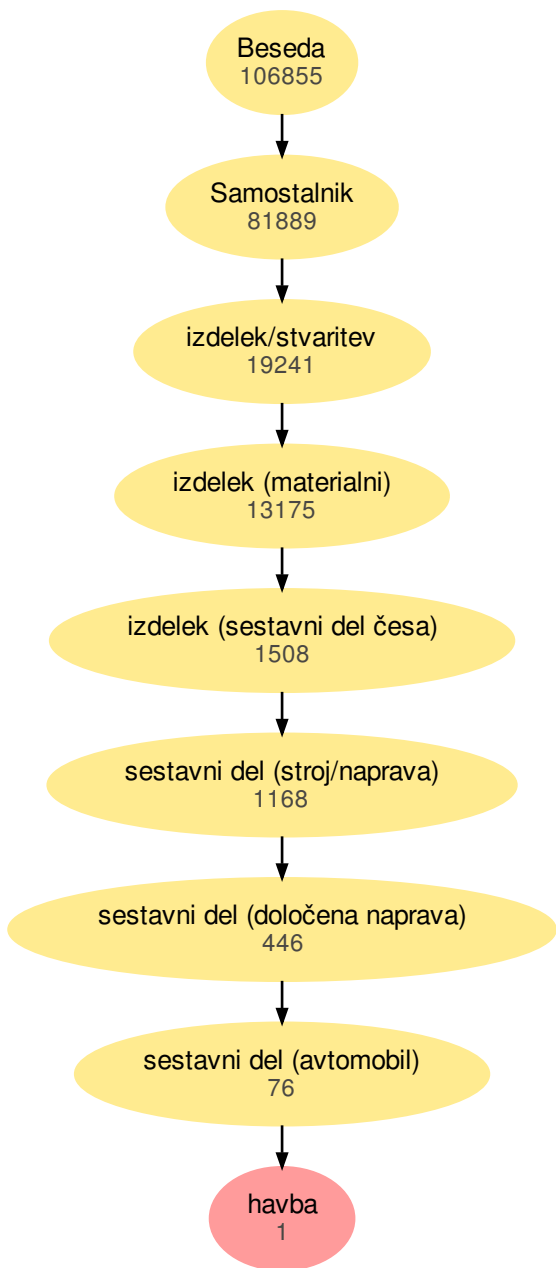 Beseda
106855
Samostalnik
81889
izdelek/stvaritev
19241
izdelek (materialni)
13175
izdelek (sestavni del česa)
1508
sestavni del (stroj/naprava)
1168
sestavni del (določena naprava)
446
sestavni del (avtomobil)
76
havba
1